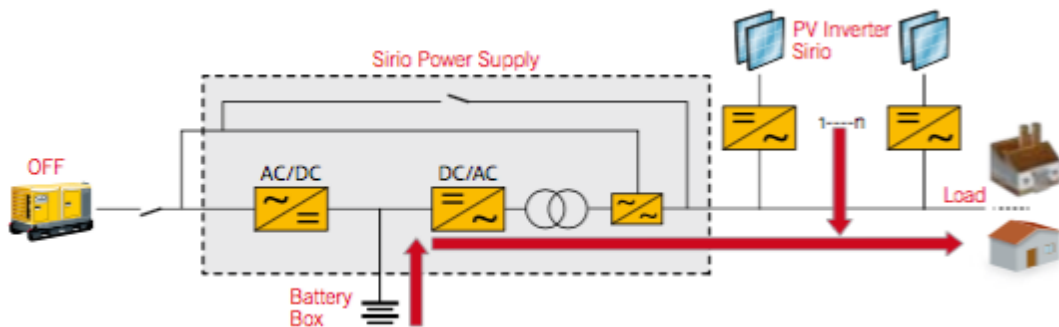 PV Inverter
Sirio
Sirio Power Supply
1----n
OFF
AC/DC
DC/AC
Load
Battery
Box